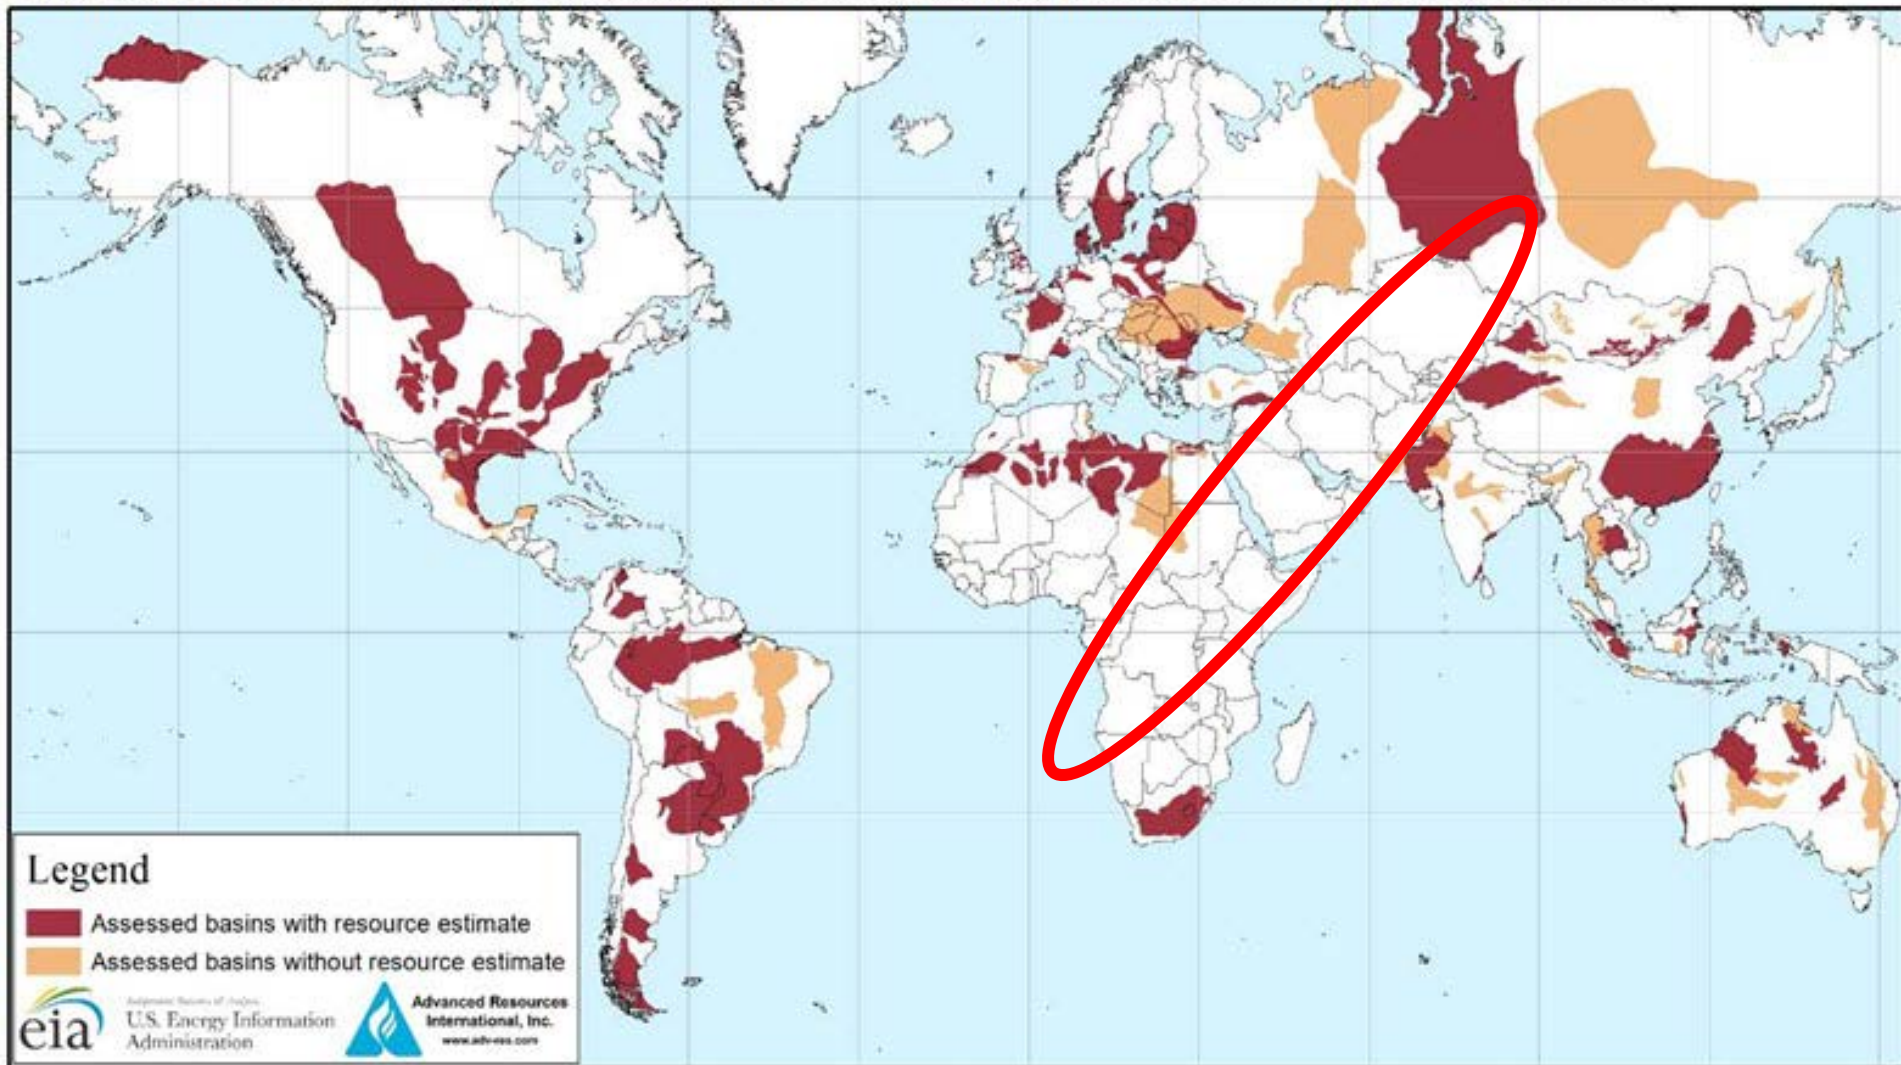 Legend
Assessed basins with resource estimate
Assessed basins without resource estimate
eia
U.S. Energy Information
Administration
Advanced Resources
International, Inc.
www.adv-res.com